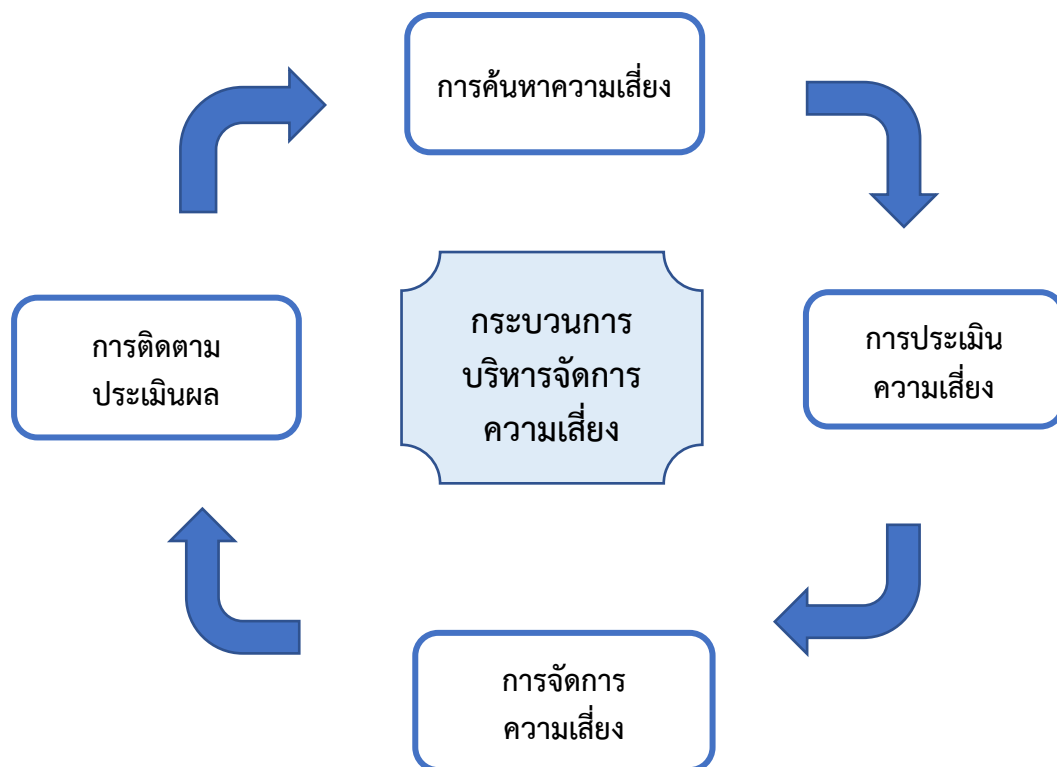 การค้นหาความเสี่ยง
กระบวนการ
บริหารจัดการ
ความเสี่ยง
การประเมิน
ความเสี่ยง
การจัดการ
ความเสี่ยง
การติดตาม
ประเมินผล